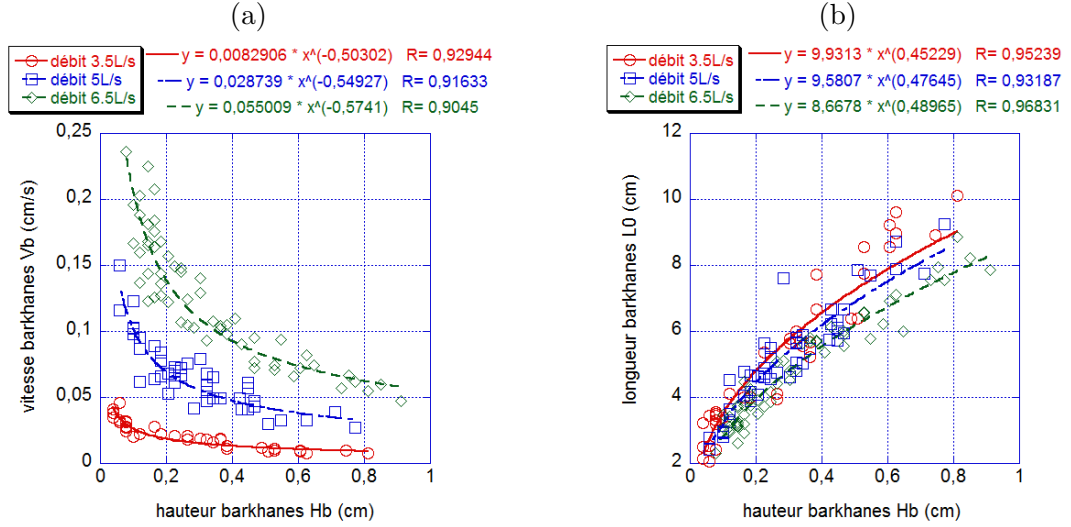 (a)
débit 3.5L/s y = 0,0082906 * x^(-0,50302) R= 0,92944
débit 5L/s y = 0,028739 * x^(-0,54927) R= 0,91633
débit 6.5L/s y = 0,055009 * x^(-0,5741) R= 0,9045
vitesse barkhanes Vb (cm/s)
0,25
0,2
0,15
0,1
0,05
0
0 0,2 0,4 0,6 0,8 1
hauteur barkhanes Hb (cm)
(b)
débit 3.5L/s y = 9,9313 * x^(0,45229) R= 0,95239
débit 5L/s y = 9,5807 * x^(0,47645) R= 0,93187
débit 6.5L/s y = 8,6678 * x^(0,48965) R= 0,96831
longueur barkhanes L0 (cm)
12
10
8
6
4
2
0 0,2 0,4 0,6 0,8 1
hauteur barkhanes Hb (cm)